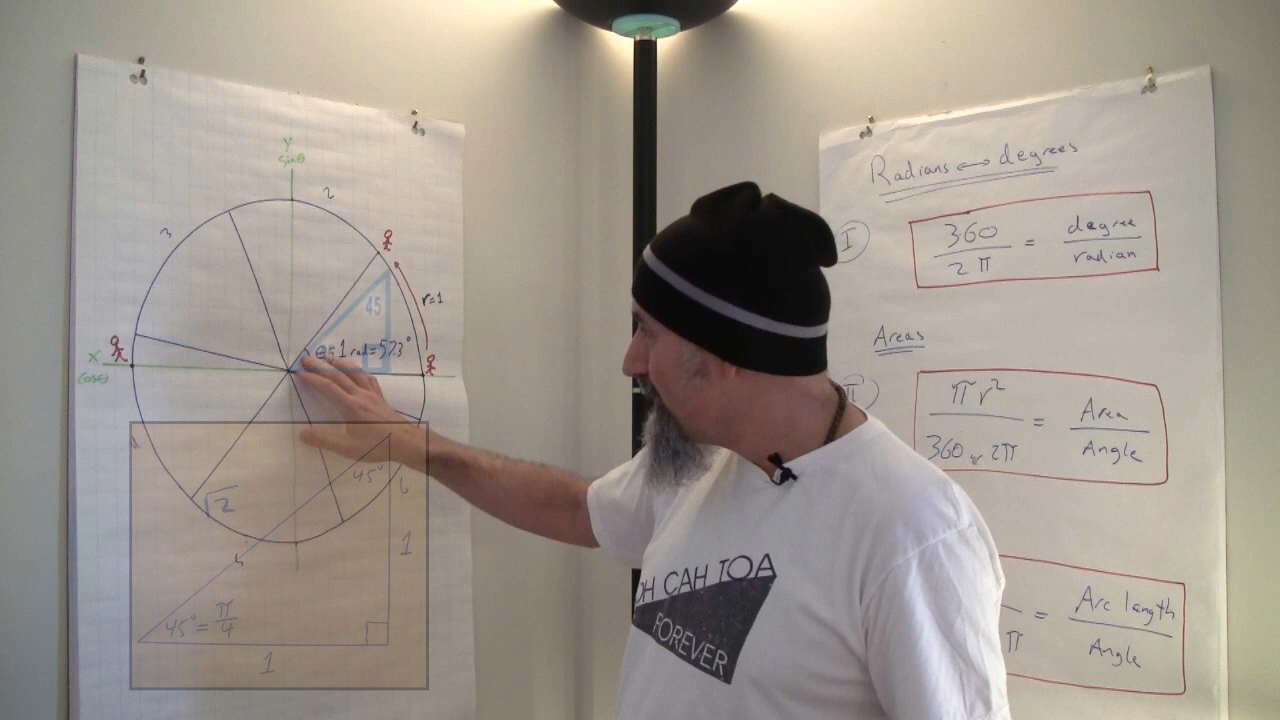 Y
sinθ
2
3
r=1
45
θ=1 rad=57.3°
X
cosθ
√2
45°
1
45°=π/4
1
Radians ↔ degrees
I
360/2π = degree/radian
Areas
II
πr²/360 or 2π = Area/Angle
π = Arc length/Angle
OH CAH TOA
FOREVER